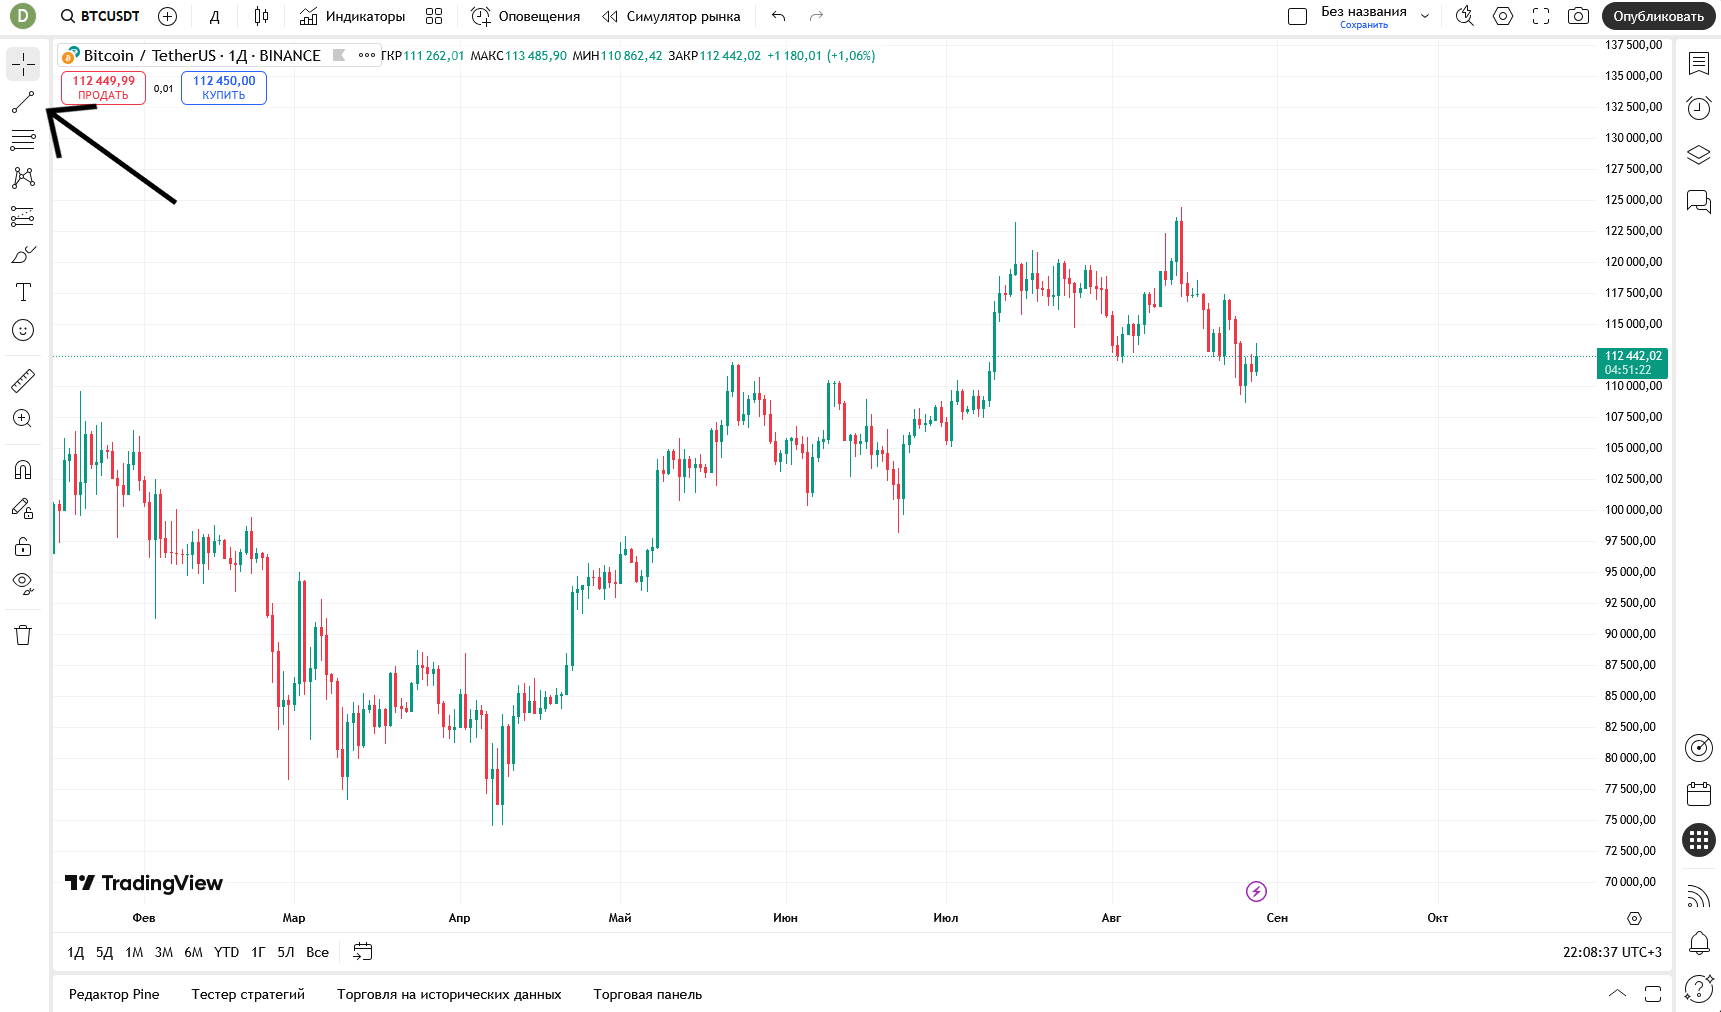 D
BTCUSDT
Д
Индикаторы
Оповещения
Симулятор рынка
Без названия
Сохранить
Опубликовать
Bitcoin / TetherUS · 1Д · BINANCE
ТКР111 262,01 МАКС113 485,90 МИН110 862,42 ЗАКР112 442,02 +1 180,01 (+1,06%)
112 449,99
ПРОДАТЬ
0,01
112 450,00
КУПИТЬ
137 500,00
135 000,00
132 500,00
130 000,00
127 500,00
125 000,00
122 500,00
120 000,00
117 500,00
115 000,00
112 442,02
04:51:22
110 000,00
107 500,00
105 000,00
102 500,00
100 000,00
97 500,00
95 000,00
92 500,00
90 000,00
87 500,00
85 000,00
82 500,00
80 000,00
77 500,00
75 000,00
72 500,00
70 000,00
TradingView
Фев Мар Апр Май Июн Июл Авг Сен Окт
1Д 5Д 1М 3М 6М YTD 1Г 5Л Все
22:08:37 UTC+3
Редактор Pine Тестер стратегий Торговля на исторических данных Торговая панель